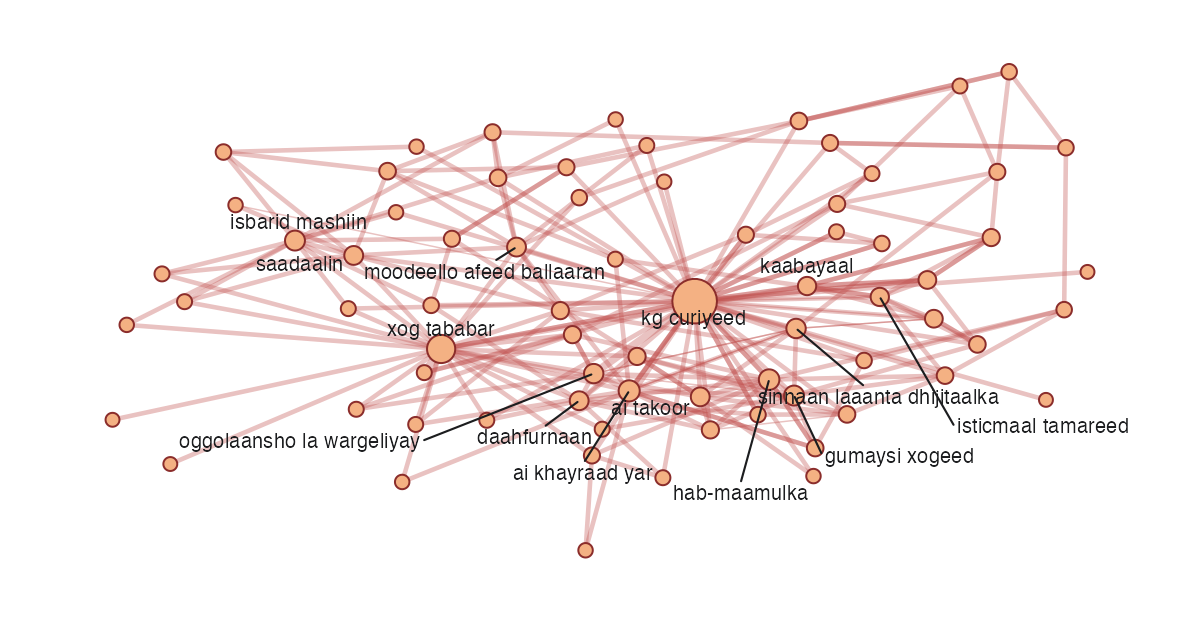 isbarid mashiin
saadaalin
moodeello afeed ballaaran
kaabayaal
kg curiyeed
xog tababar
sinnaan laaanta dhijitaalka
ai takoor
isticmaal tamareed
oggolaansho la wargeliyay
daahfurnaan
gumaysi xogeed
ai khayraad yar
hab-maamulka